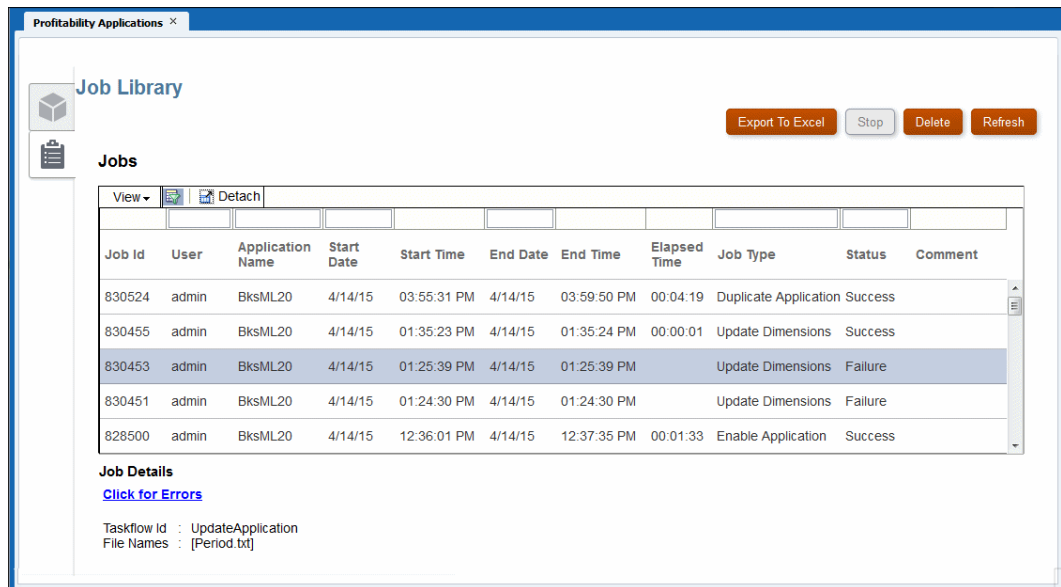 Profitability Applications ×
Job Library
Export To Excel Stop Delete Refresh
Jobs
View Detach
Job Id User Application Name Start Date Start Time End Date End Time Elapsed Time Job Type Status Comment
830524 admin BksML20 4/14/15 03:55:31 PM 4/14/15 03:59:50 PM 00:04:19 Duplicate Application Success
830455 admin BksML20 4/14/15 01:35:23 PM 4/14/15 01:35:24 PM 00:00:01 Update Dimensions Success
830453 admin BksML20 4/14/15 01:25:39 PM 4/14/15 01:25:39 PM Update Dimensions Failure
830451 admin BksML20 4/14/15 01:24:30 PM 4/14/15 01:24:30 PM Update Dimensions Failure
828500 admin BksML20 4/14/15 12:36:01 PM 4/14/15 12:37:35 PM 00:01:33 Enable Application Success
Job Details
Click for Errors
Taskflow Id : UpdateApplication
File Names : [Period.txt]